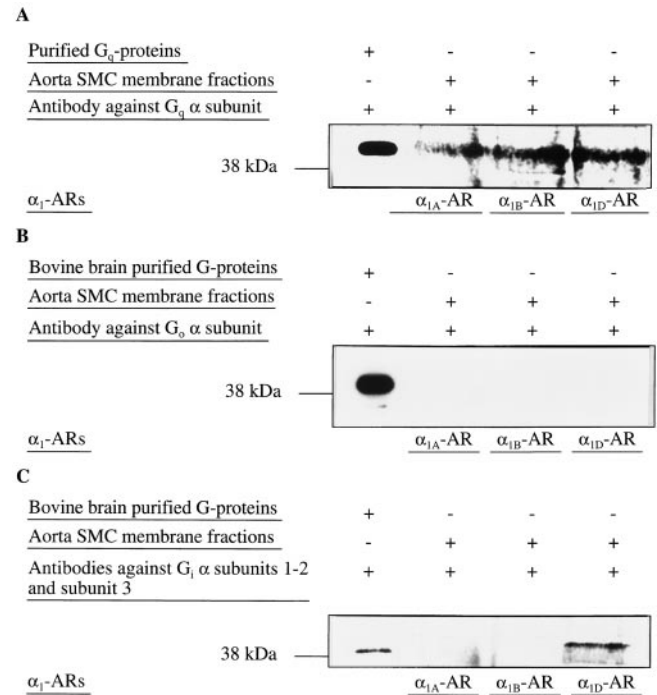 A
Purified Gq-proteins + - - -
Aorta SMC membrane fractions - + + +
Antibody against Gq α subunit + + + +
38 kDa
α1-ARs α1A-AR α1B-AR α1D-AR
B
Bovine brain purified G-proteins + - - -
Aorta SMC membrane fractions - + + +
Antibody against Go α subunit + + + +
38 kDa
α1-ARs α1A-AR α1B-AR α1D-AR
C
Bovine brain purified G-proteins + - - -
Aorta SMC membrane fractions - + + +
Antibodies against Gi α subunits 1-2 + + + +
and subunit 3
38 kDa
α1-ARs α1A-AR α1B-AR α1D-AR